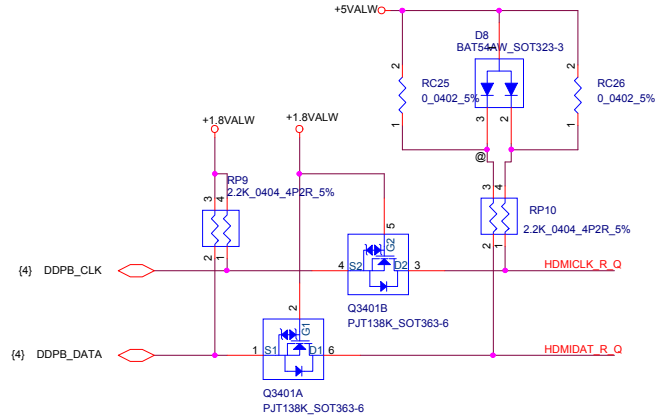 +5VALW
D8
BAT54AW_SOT323-3
2
RC25
0_0402_5%
1
3
2
1
2
RC26
0_0402_5%
1
@
+1.8VALW
+1.8VALW
3
4
RP9
2.2K_0404_4P2R_5%
2
1
3
4
RP10
2.2K_0404_4P2R_5%
2
1
5
G2
{4} DDPB_CLK
4
S2
D2
3
HDMICLK_R_Q
Q3401B
PJT138K_SOT363-6
2
G1
{4} DDPB_DATA
1
S1
D1
6
HDMIDAT_R_Q
Q3401A
PJT138K_SOT363-6